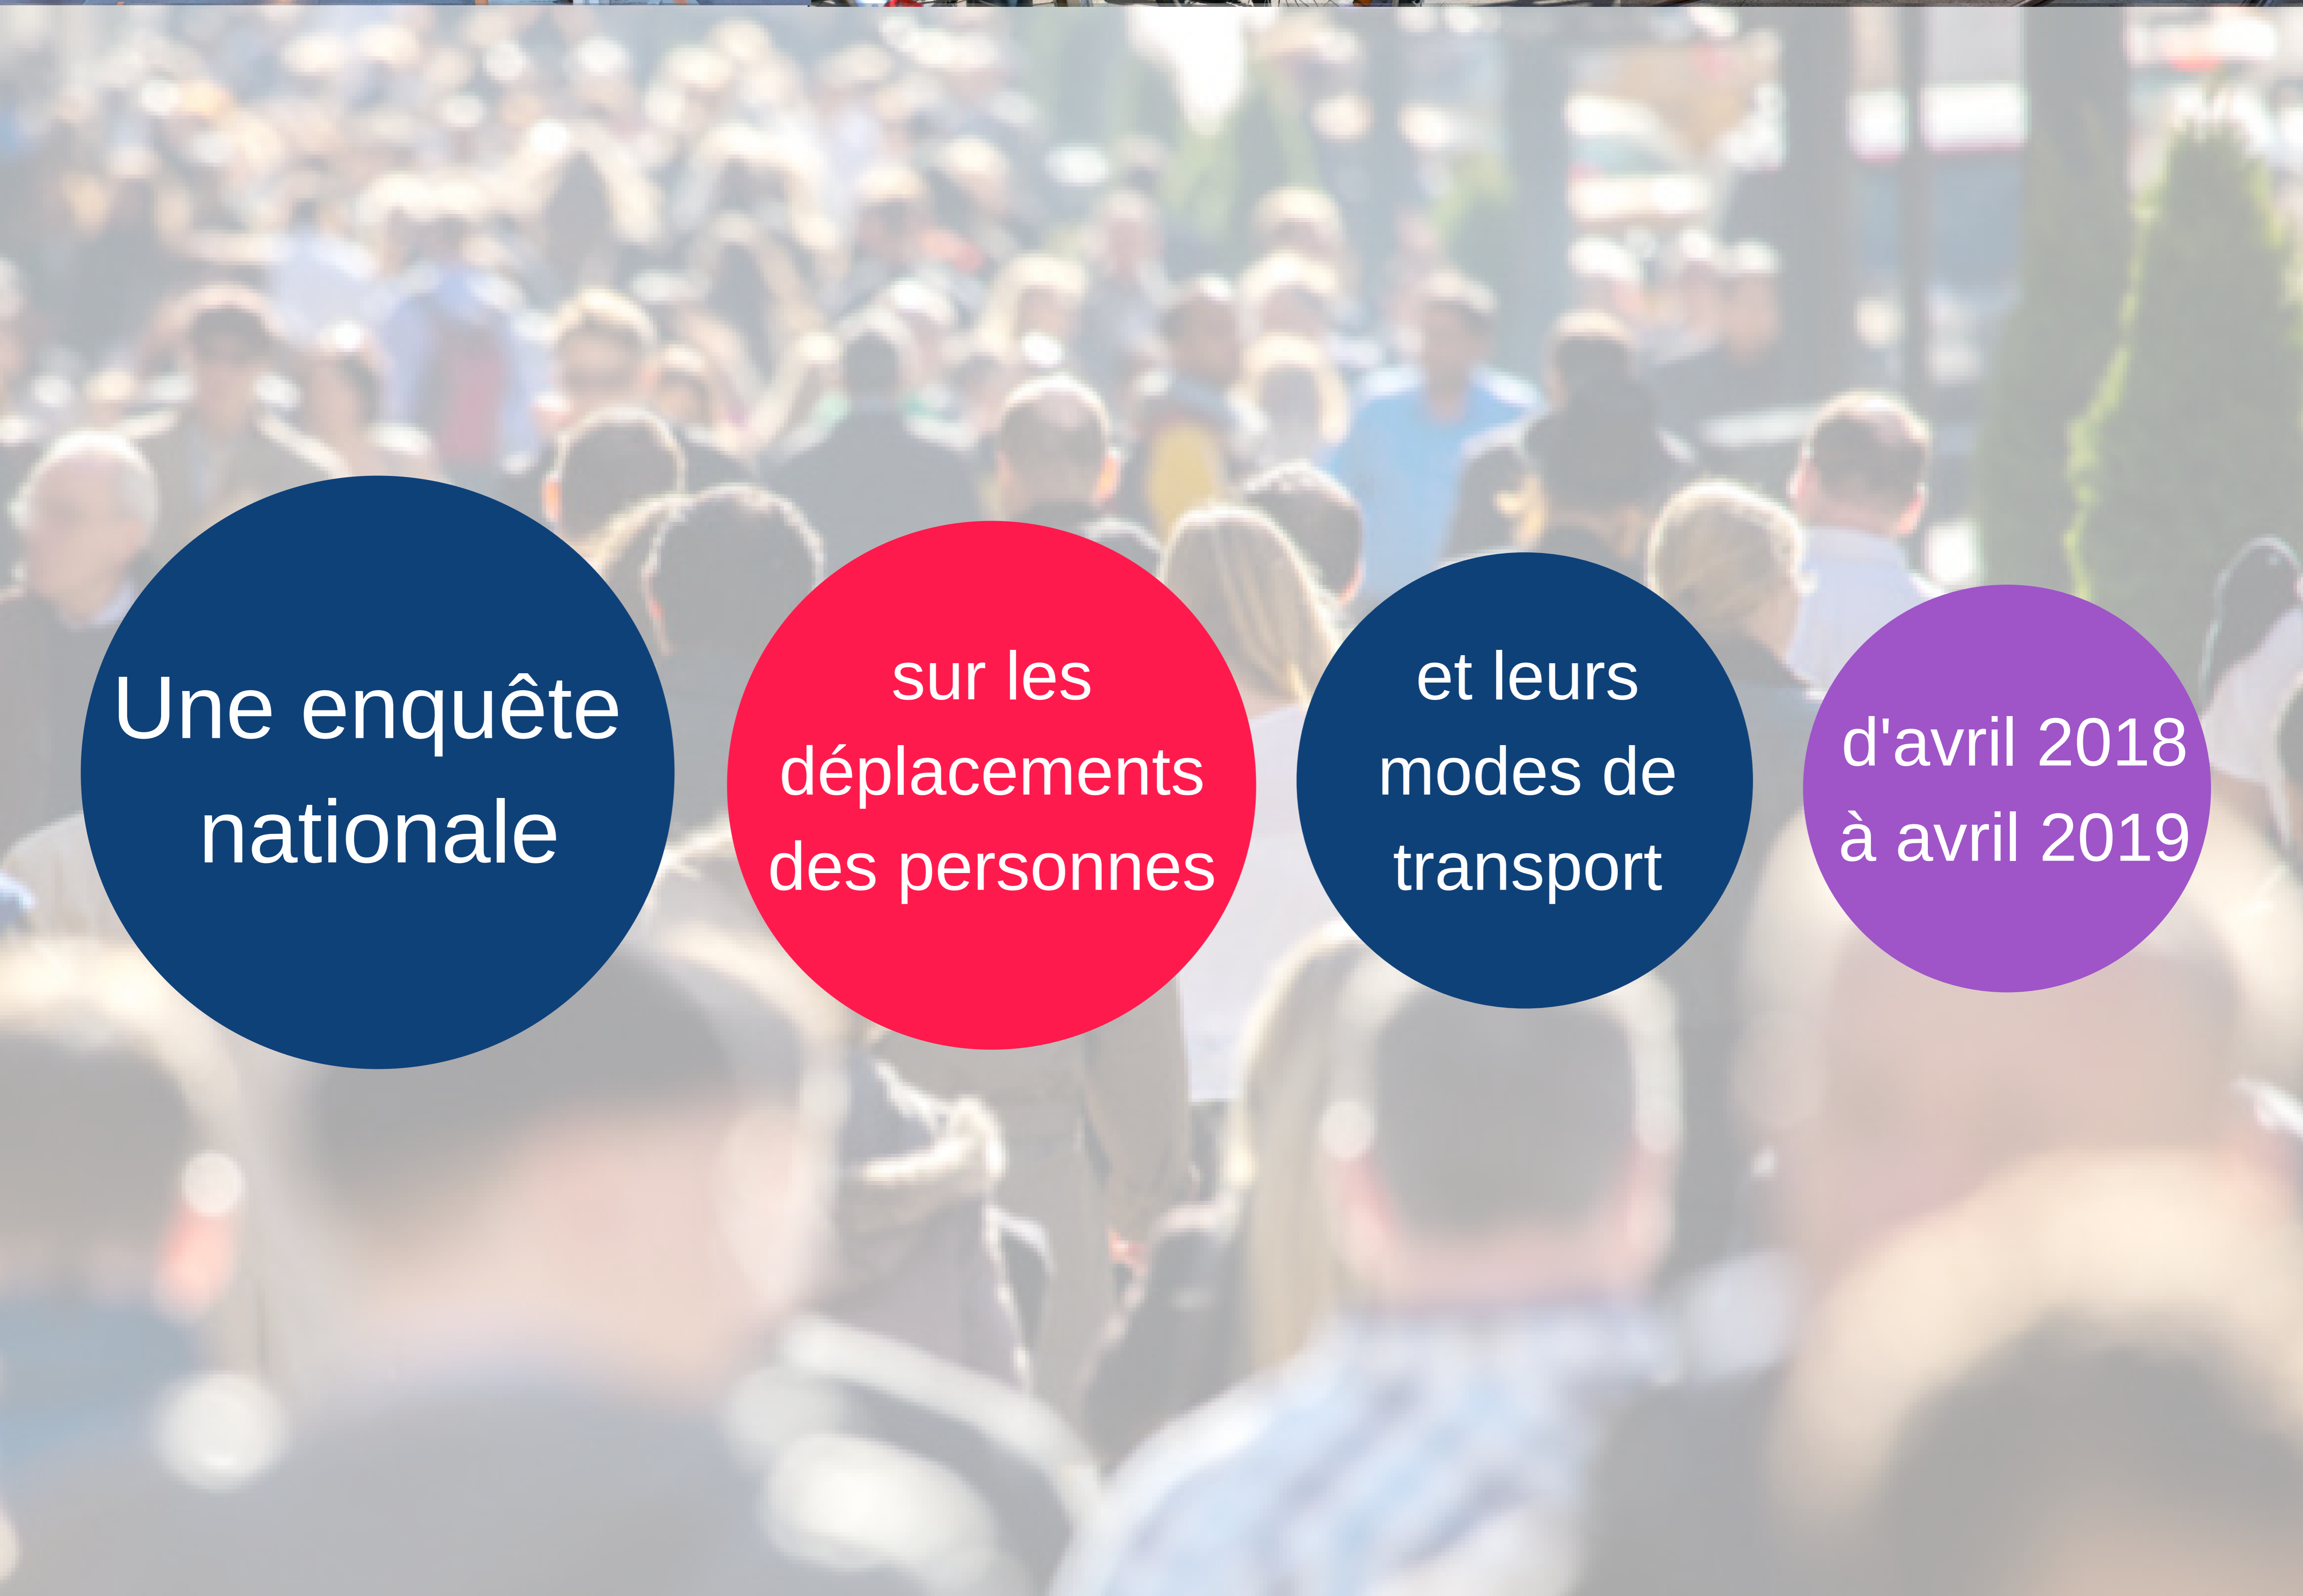 Une enquête
nationale
sur les
déplacements
des personnes
et leurs
modes de
transport
d'avril 2018
à avril 2019